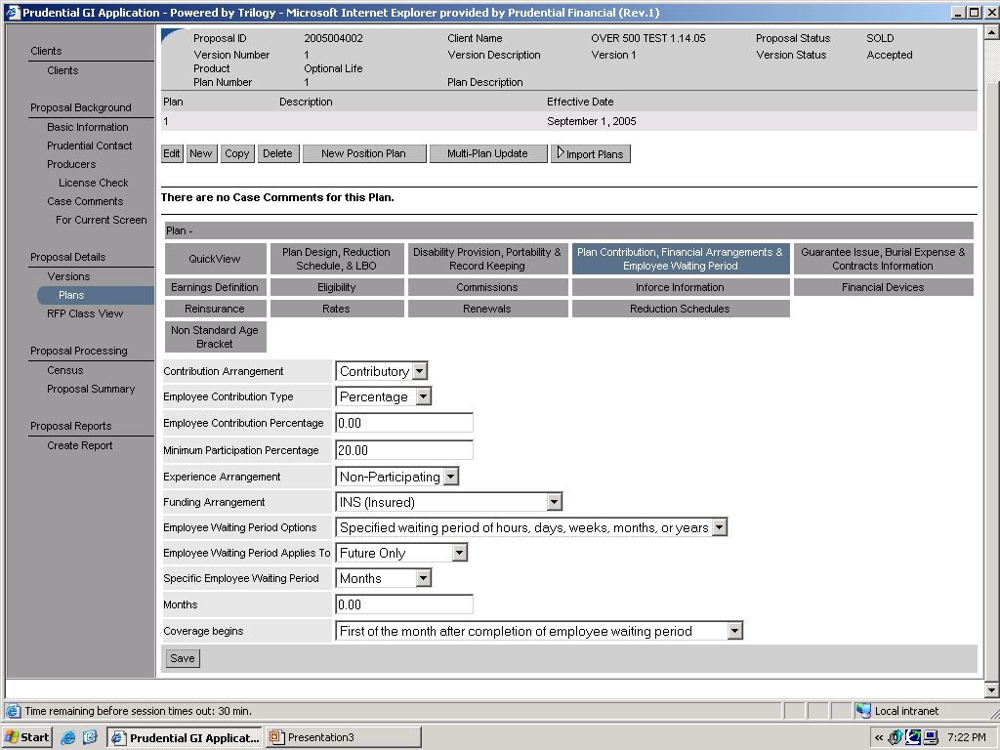 Prudential GI Application - Powered by Trilogy - Microsoft Internet Explorer provided by Prudential Financial (Rev.1)
Clients
Clients
Proposal Background
Basic Information
Prudential Contact
Producers
License Check
Case Comments
For Current Screen
Proposal Details
Versions
Plans
RFP Class View
Proposal Processing
Census
Proposal Summary
Proposal Reports
Create Report
Proposal ID 2005004002 Client Name OVER 500 TEST 1.14.05 Proposal Status SOLD
Version Number 1 Version Description Version 1 Version Status Accepted
Product Optional Life
Plan Number 1 Plan Description
Plan Description Effective Date
1 September 1, 2005
Edit New Copy Delete New Position Plan Multi-Plan Update Import Plans
There are no Case Comments for this Plan.
Plan -
QuickView
Plan Design, Reduction
Schedule, & LBO
Disability Provision, Portability &
Record Keeping
Plan Contribution, Financial Arrangements &
Employee Waiting Period
Guarantee Issue, Burial Expense &
Contracts Information
Earnings Definition Eligibility Commissions Inforce Information Financial Devices
Reinsurance Rates Renewals Reduction Schedules
Non Standard Age
Bracket
Contribution Arrangement Contributory
Employee Contribution Type Percentage
Employee Contribution Percentage 0.00
Minimum Participation Percentage 20.00
Experience Arrangement Non-Participating
Funding Arrangement INS (Insured)
Employee Waiting Period Options Specified waiting period of hours, days, weeks, months, or years
Employee Waiting Period Applies To Future Only
Specific Employee Waiting Period Months
Months 0.00
Coverage begins First of the month after completion of employee waiting period
Save
Time remaining before session times out: 30 min. Local intranet
Start Prudential GI Applicat... Presentation3 « 7:22 PM